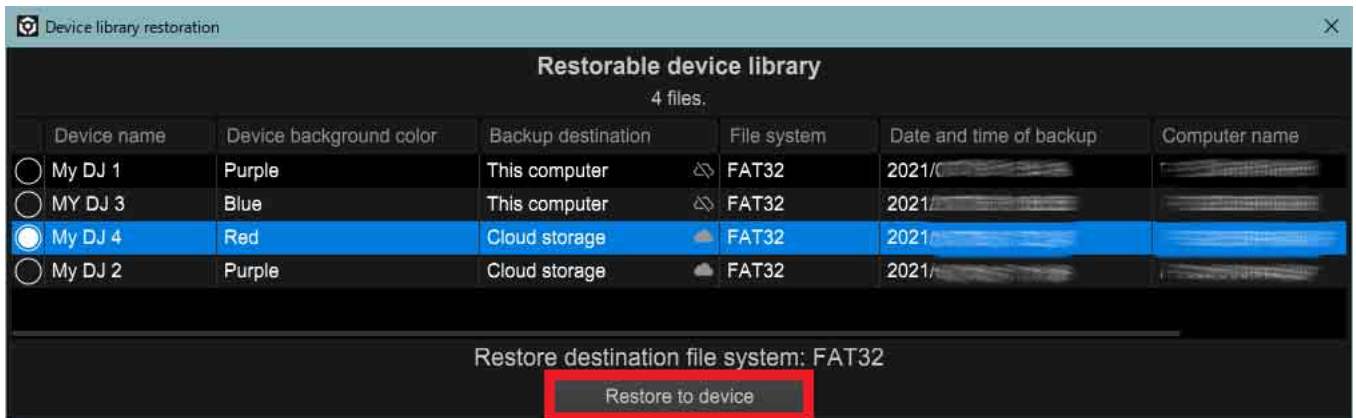 Device library restoration
Restorable device library
4 files.
Device name Device background color Backup destination File system Date and time of backup Computer name
My DJ 1 Purple This computer FAT32 2021/
MY DJ 3 Blue This computer FAT32 2021/
My DJ 4 Red Cloud storage FAT32 2021/
My DJ 2 Purple Cloud storage FAT32 2021/
Restore destination file system: FAT32
Restore to device